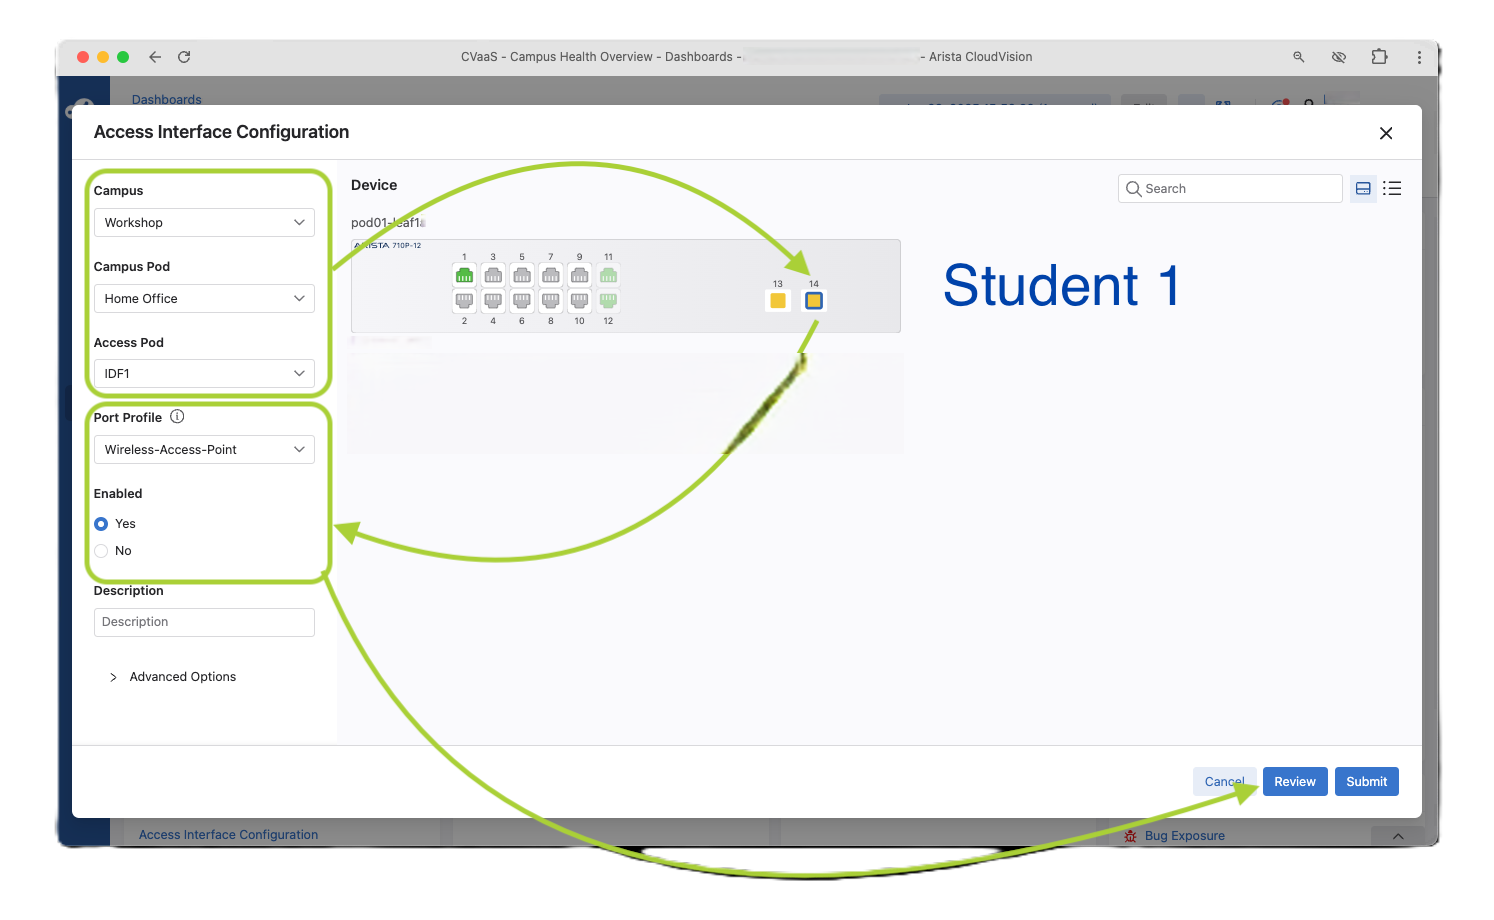 CVaaS - Campus Health Overview - Dashboards -
- Arista CloudVision
Dashboards
Access Interface Configuration
Campus
Workshop
Campus Pod
Home Office
Access Pod
IDF1
Port Profile
Wireless-Access-Point
Enabled
Yes
No
Description
Description
Advanced Options
Device
Search
pod01-leaf1a
ARISTA 710P-12
1 3 5 7 9 11
13 14
2 4 6 8 10 12
Student 1
Cancel
Review
Submit
Access Interface Configuration
Bug Exposure